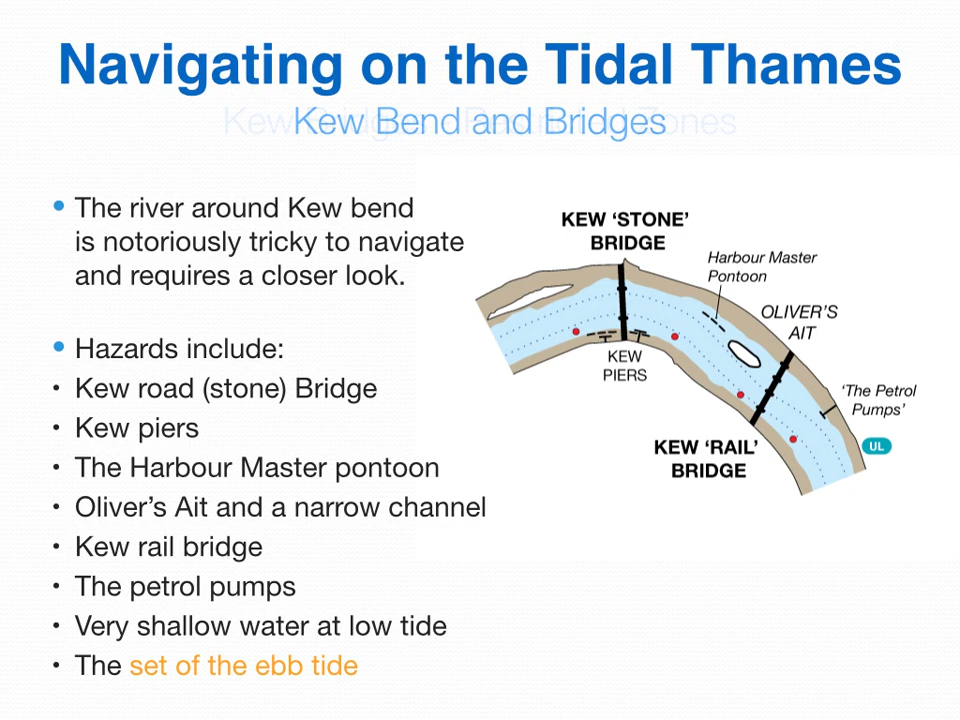 Navigating on the Tidal Thames
Kew Bend and Bridges
• The river around Kew bend
is notoriously tricky to navigate
and requires a closer look.
• Hazards include:
• Kew road (stone) Bridge
• Kew piers
• The Harbour Master pontoon
• Oliver’s Ait and a narrow channel
• Kew rail bridge
• The petrol pumps
• Very shallow water at low tide
• The set of the ebb tide
KEW ‘STONE’
BRIDGE
Harbour Master
Pontoon
OLIVER’S
AIT
KEW
PIERS
‘The Petrol
Pumps’
UL
KEW ‘RAIL’
BRIDGE